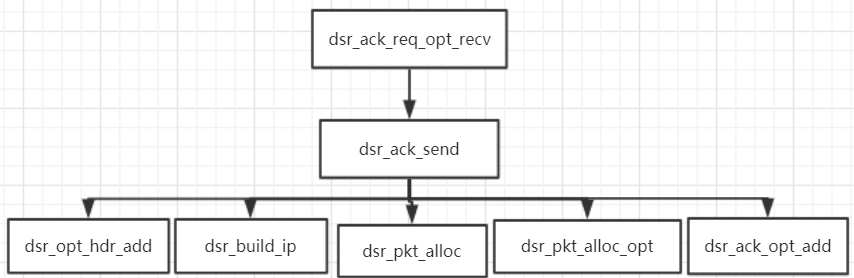 dsr_ack_req_opt_recv
dsr_ack_send
dsr_opt_hdr_add
dsr_build_ip
dsr_pkt_alloc
dsr_pkt_alloc_opt
dsr_ack_opt_add